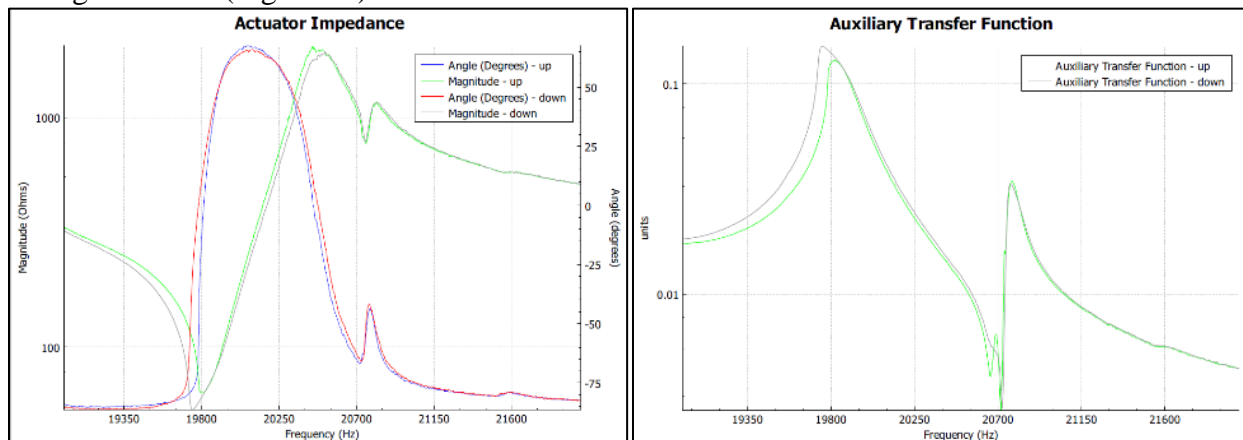 Actuator Impedance
Angle (Degrees) - up
Magnitude - up
Angle (Degrees) - down
Magnitude - down
1000
100
Magnitude (Ohms)
50
25
0
-25
-50
-75
Angle (degrees)
19350 19800 20250 20700 21150 21600
Frequency (Hz)
Auxiliary Transfer Function
Auxiliary Transfer Function - up
Auxiliary Transfer Function - down
0.1
0.01
units
19350 19800 20250 20700 21150 21600
Frequency (Hz)